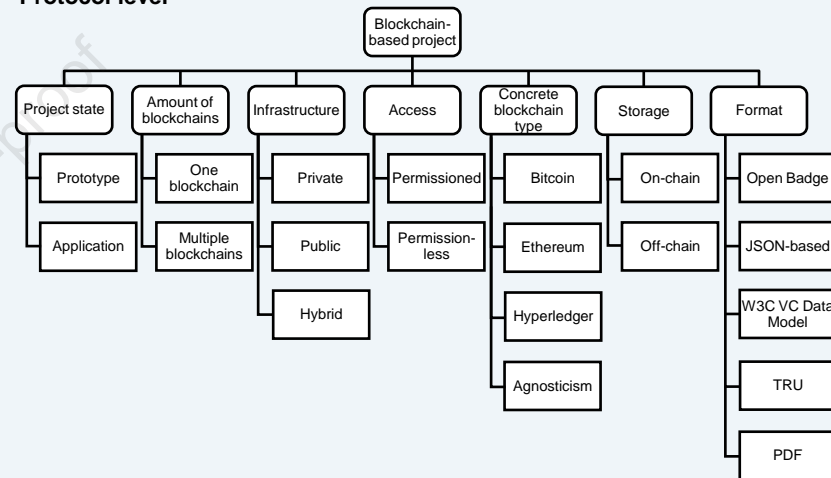 Protocol level
proof
Blockchain-
based project
Project state
Amount of
blockchains
Infrastructure
Access
Concrete
blockchain
type
Storage
Format
Prototype
One
blockchain
Private
Permissioned
Bitcoin
On-chain
Open Badge
Application
Multiple
blockchains
Public
Permission-
less
Ethereum
Off-chain
JSON-based
Hybrid
Hyperledger
W3C VC Data
Model
Agnosticism
TRU
PDF